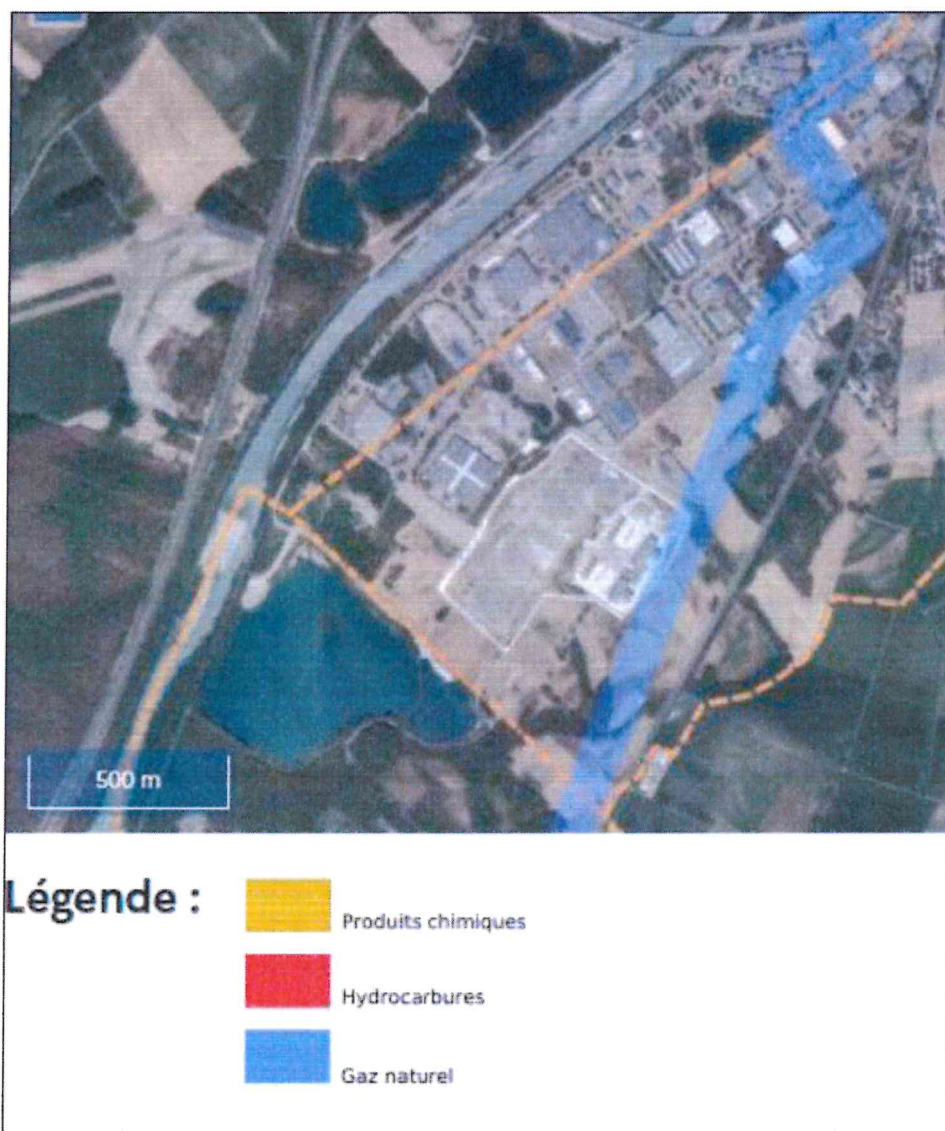 500 m
Légende :
Produits chimiques
Hydrocarbures
Gaz naturel